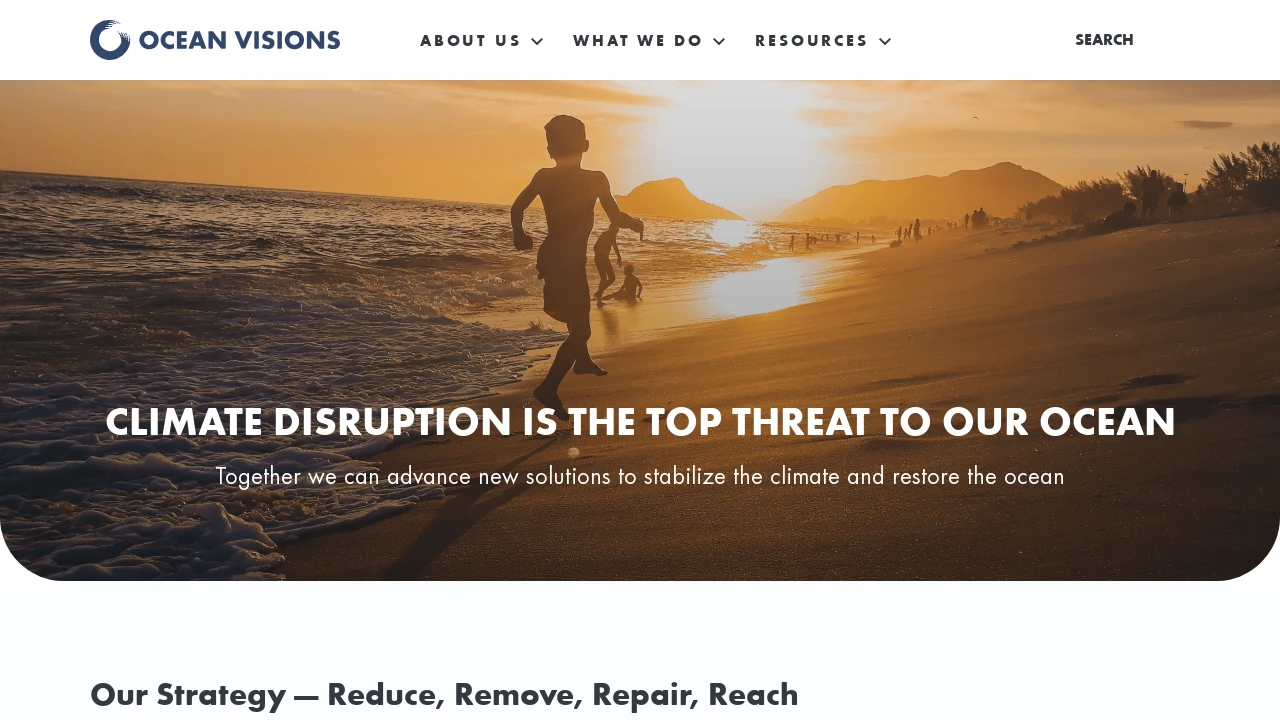 OCEAN VISIONS
ABOUT US
WHAT WE DO
RESOURCES
SEARCH
CLIMATE DISRUPTION IS THE TOP THREAT TO OUR OCEAN
Together we can advance new solutions to stabilize the climate and restore the ocean
Our Strategy — Reduce, Remove, Repair, Reach